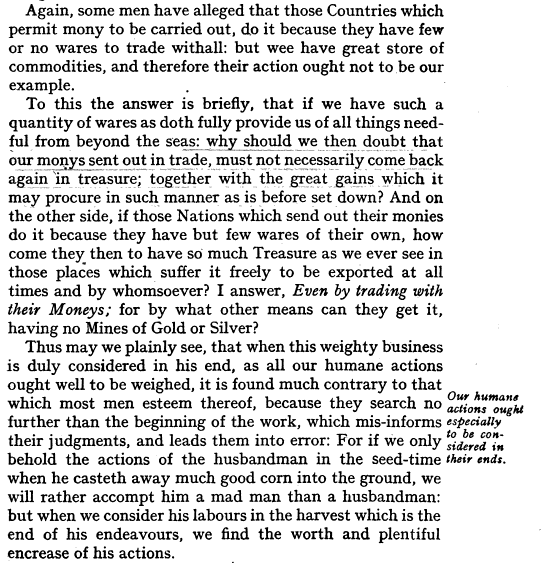 Again, some men have alleged that those Countries which
permit mony to be carried out, do it because they have few
or no wares to trade withall: but wee have great store of
commodities, and therefore their action ought not to be our
example.
To this the answer is briefly, that if we have such a
quantity of wares as doth fully provide us of all things need-
ful from beyond the seas: why should we then doubt that
our monys sent out in trade, must not necessarily come back
again in treasure; together with the great gains which it
may procure in such manner as is before set down? And on
the other side, if those Nations which send out their monies
do it because they have but few wares of their own, how
come they then to have so much Treasure as we ever see in
those places which suffer it freely to be exported at all
times and by whomsoever? I answer, Even by trading with
their Moneys; for by what other means can they get it,
having no Mines of Gold or Silver?
Thus may we plainly see, that when this weighty business
is duly considered in his end, as all our humane actions
ought well to be weighed, it is found much contrary to that
which most men esteem thereof, because they search no
further than the beginning of the work, which mis-informs
their judgments, and leads them into error: For if we only
behold the actions of the husbandman in the seed-time
when he casteth away much good corn into the ground, we
will rather accompt him a mad man than a husbandman:
but when we consider his labours in the harvest which is the
end of his endeavours, we find the worth and plentiful
encrease of his actions.
Our humane
actions ought
especially
to be con-
sidered in
their ends.